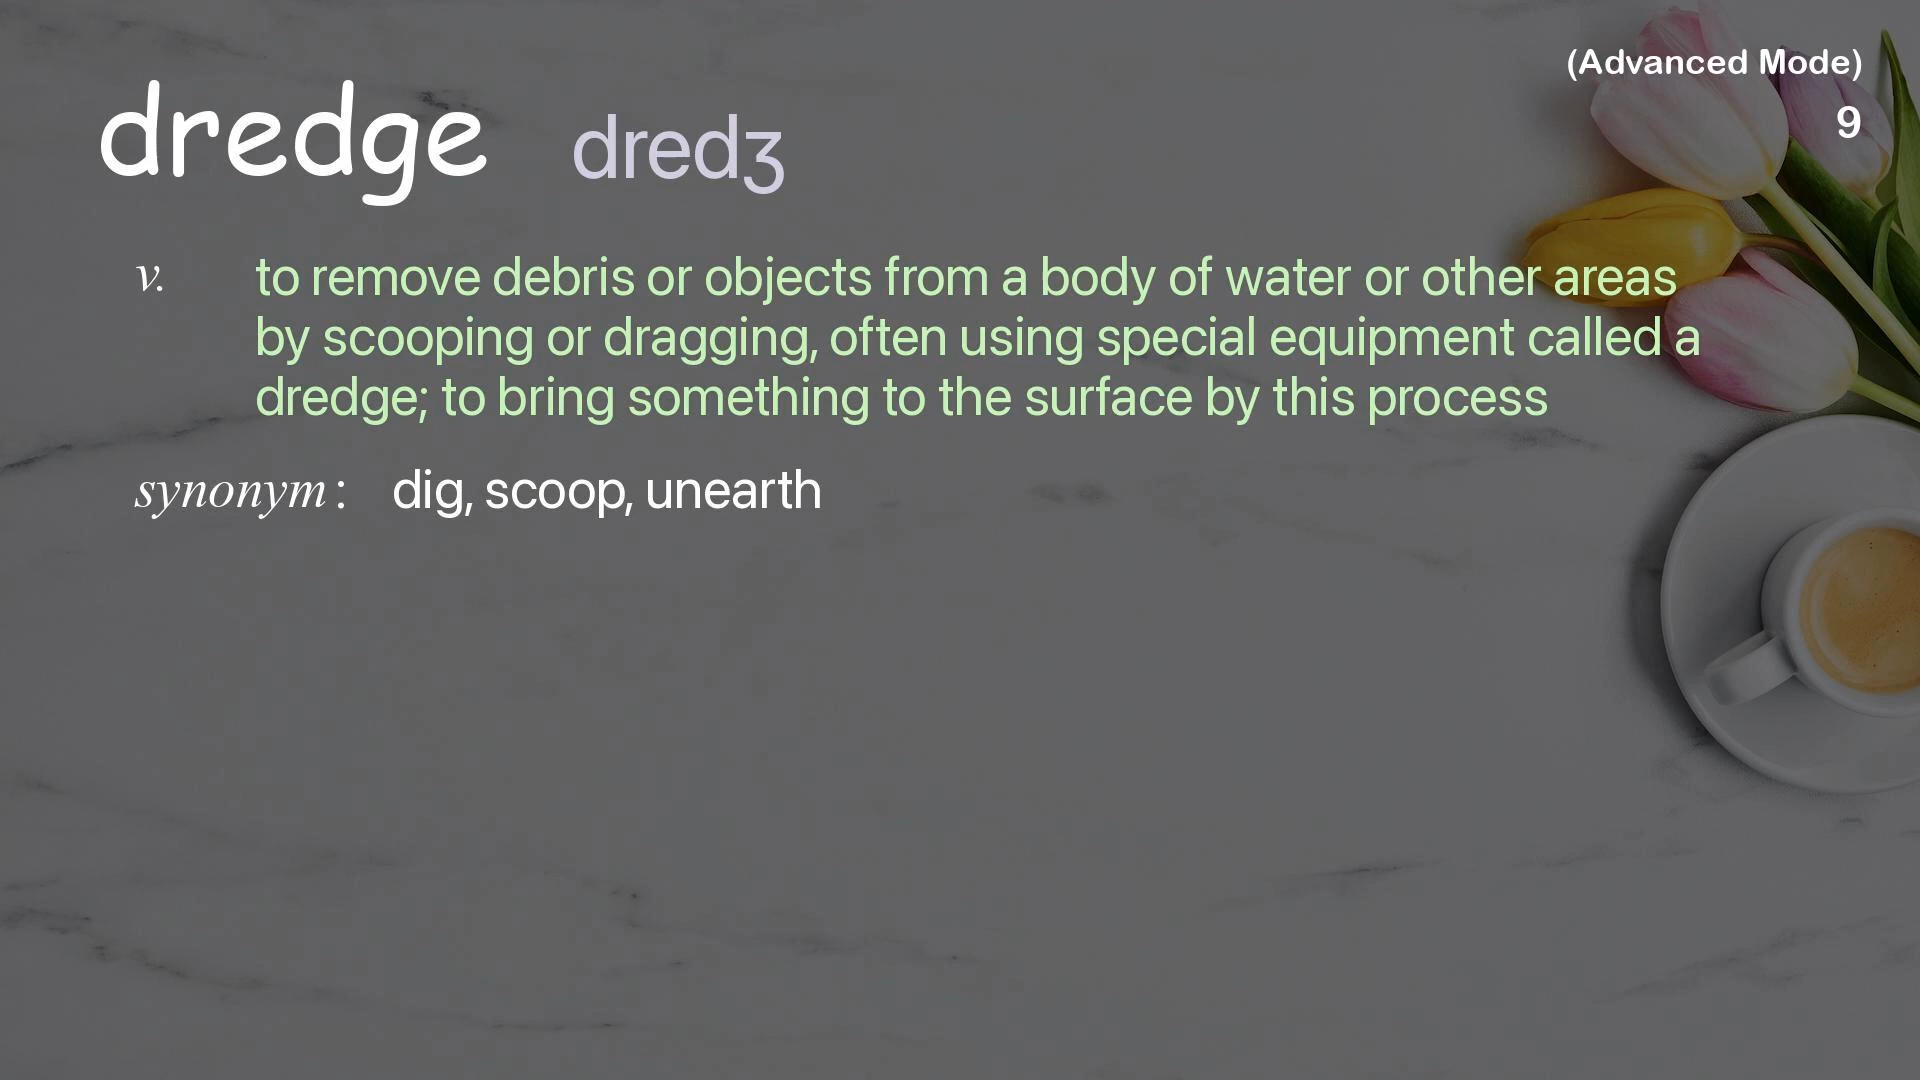 (Advanced Mode)
9
dredge dredʒ
v. to remove debris or objects from a body of water or other areas
by scooping or dragging, often using special equipment called a
dredge; to bring something to the surface by this process
synonym : dig, scoop, unearth